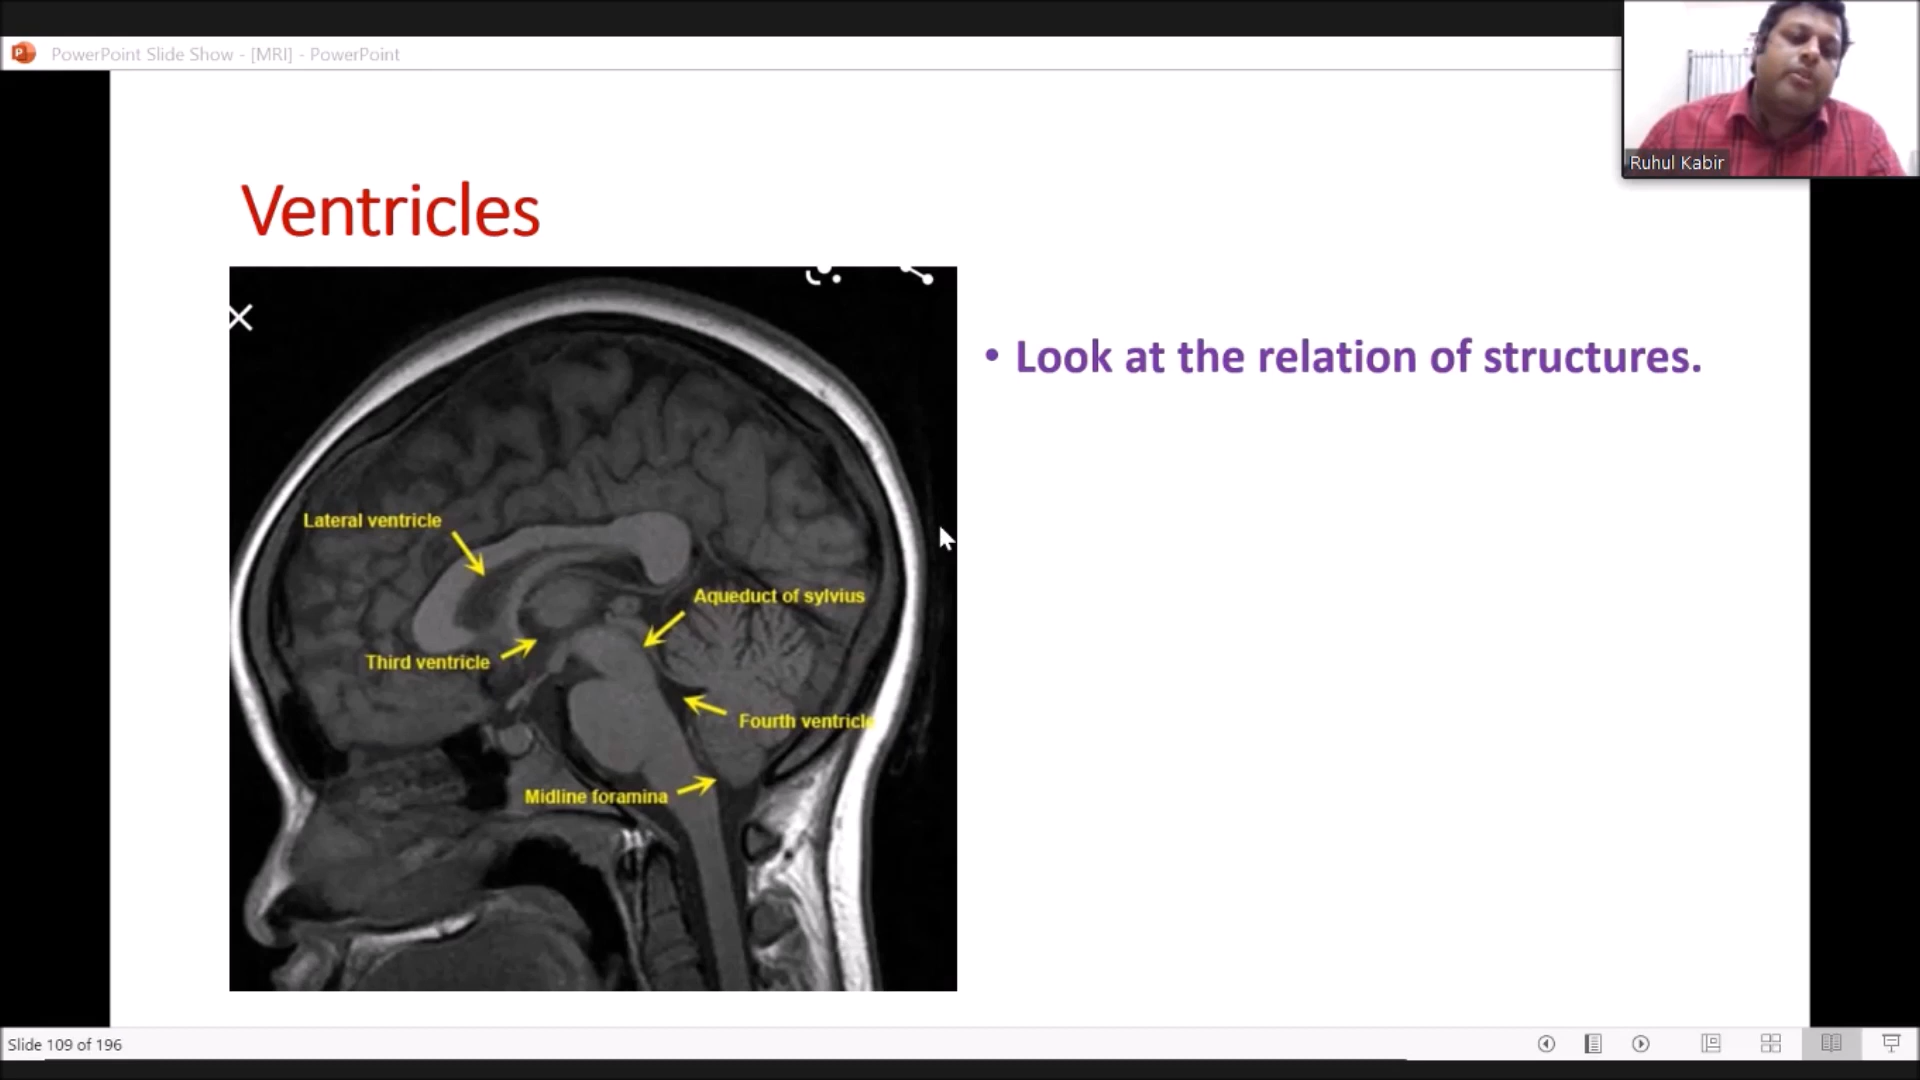 PowerPoint Slide Show - [MRI] - PowerPoint
Ruhul Kabir
Ventricles
• Look at the relation of structures.
Lateral ventricle
Aqueduct of sylvius
Third ventricle
Fourth ventricle
Midline foramina
Slide 109 of 196